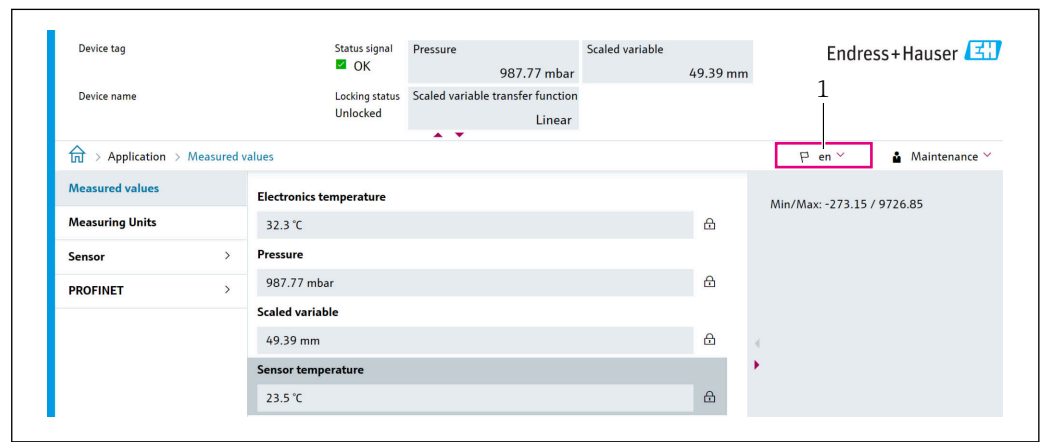 Device tag
Status signal
OK
Pressure
987.77 mbar
Scaled variable
49.39 mm
Endress+Hauser EH
Device name
Locking status
Unlocked
Scaled variable transfer function
Linear
1
> Application > Measured values
en
Maintenance
Measured values
Measuring Units
Sensor >
PROFINET >
Electronics temperature
32.3 °C
Pressure
987.77 mbar
Scaled variable
49.39 mm
Sensor temperature
23.5 °C
Min/Max: -273.15 / 9726.85